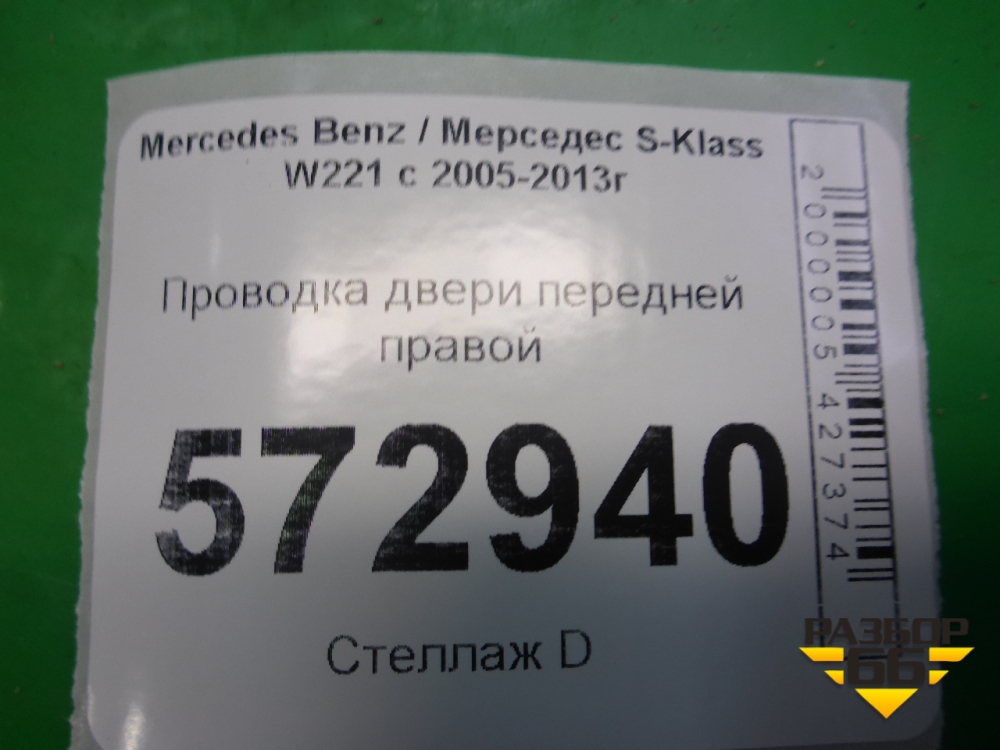 Mercedes Benz / Мерседес S-Klass
W221 с 2005-2013г
Проводка двери передней
правой
572940
Стеллаж D
2000005427374
РАЗБОР
66